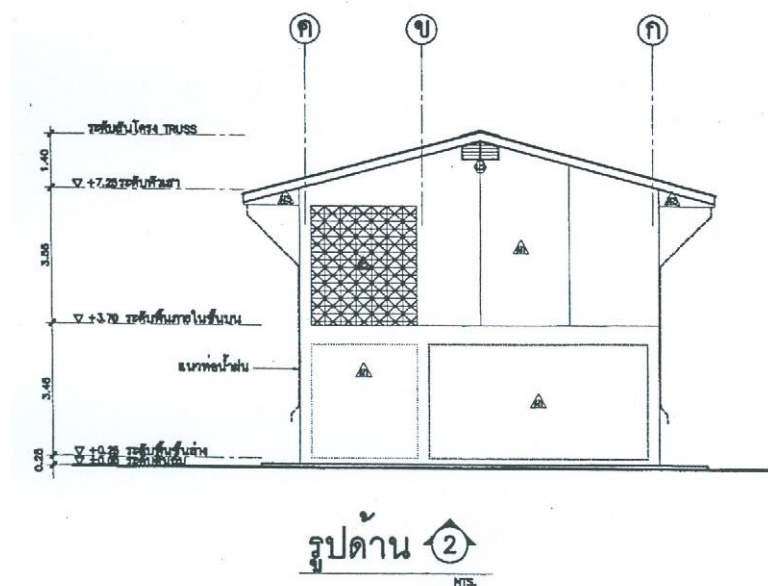 ค ข ก
ระดับสันโครง TRUSS
1.40
+7.25 ระดับหัวเสา
3.55
+3.70 ระดับพื้นภายในชั้นบน
แนวท่อน้ำฝน
3.45
+0.25 ระดับพื้นชั้นล่าง
0.25
+0.00 ระดับดินเดิม
รูปด้าน 2
NTS.